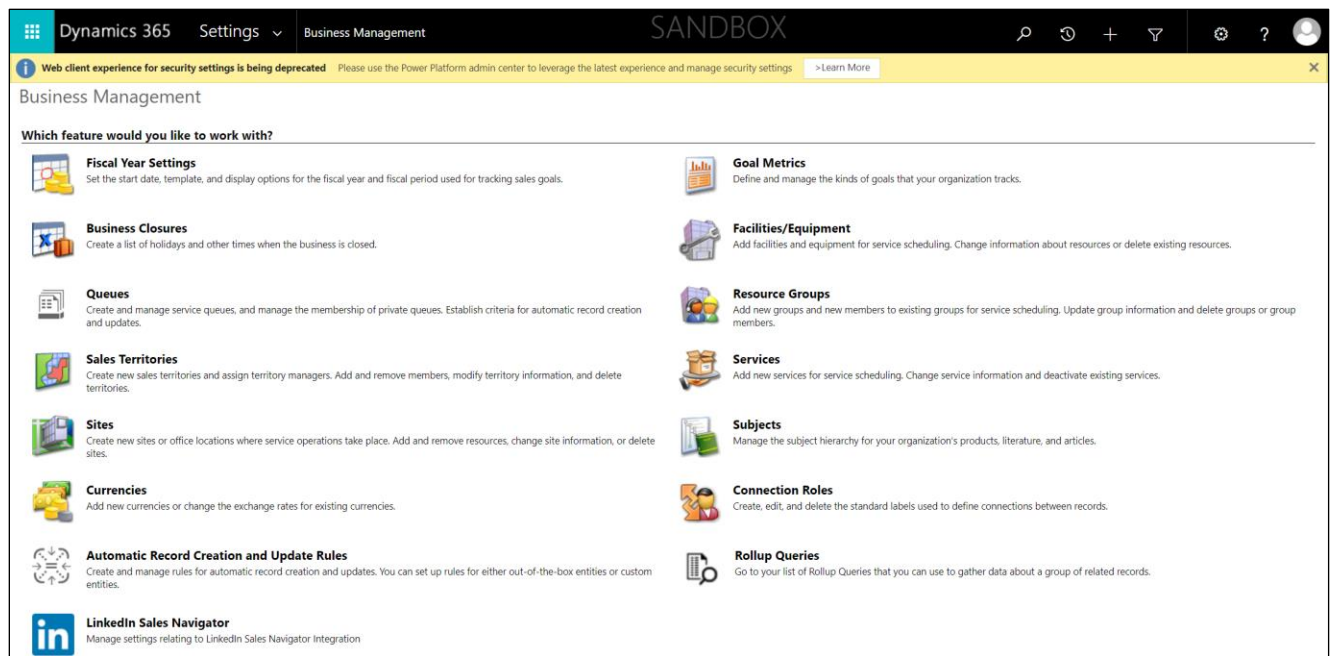 Dynamics 365 Settings Business Management SANDBOX ?
Web client experience for security settings is being deprecated Please use the Power Platform admin center to leverage the latest experience and manage security settings >Learn More
Business Management
Which feature would you like to work with?
Fiscal Year Settings
Set the start date, template, and display options for the fiscal year and fiscal period used for tracking sales goals.
Goal Metrics
Define and manage the kinds of goals that your organization tracks.
Business Closures
Create a list of holidays and other times when the business is closed.
Facilities/Equipment
Add facilities and equipment for service scheduling. Change information about resources or delete existing resources.
Queues
Create and manage service queues, and manage the membership of private queues. Establish criteria for automatic record creation
and updates.
Resource Groups
Add new groups and new members to existing groups for service scheduling. Update group information and delete groups or group
members.
Sales Territories
Create new sales territories and assign territory managers. Add and remove members, modify territory information, and delete
territories.
Services
Add new services for service scheduling. Change service information and deactivate existing services.
Sites
Create new sites or office locations where service operations take place. Add and remove resources, change site information, or delete
sites.
Subjects
Manage the subject hierarchy for your organization's products, literature, and articles.
Currencies
Add new currencies or change the exchange rates for existing currencies.
Connection Roles
Create, edit, and delete the standard labels used to define connections between records.
Automatic Record Creation and Update Rules
Create and manage rules for automatic record creation and updates. You can set up rules for either out-of-the-box entities or custom
entities.
Rollup Queries
Go to your list of Rollup Queries that you can use to gather data about a group of related records.
in
LinkedIn Sales Navigator
Manage settings relating to LinkedIn Sales Navigator Integration